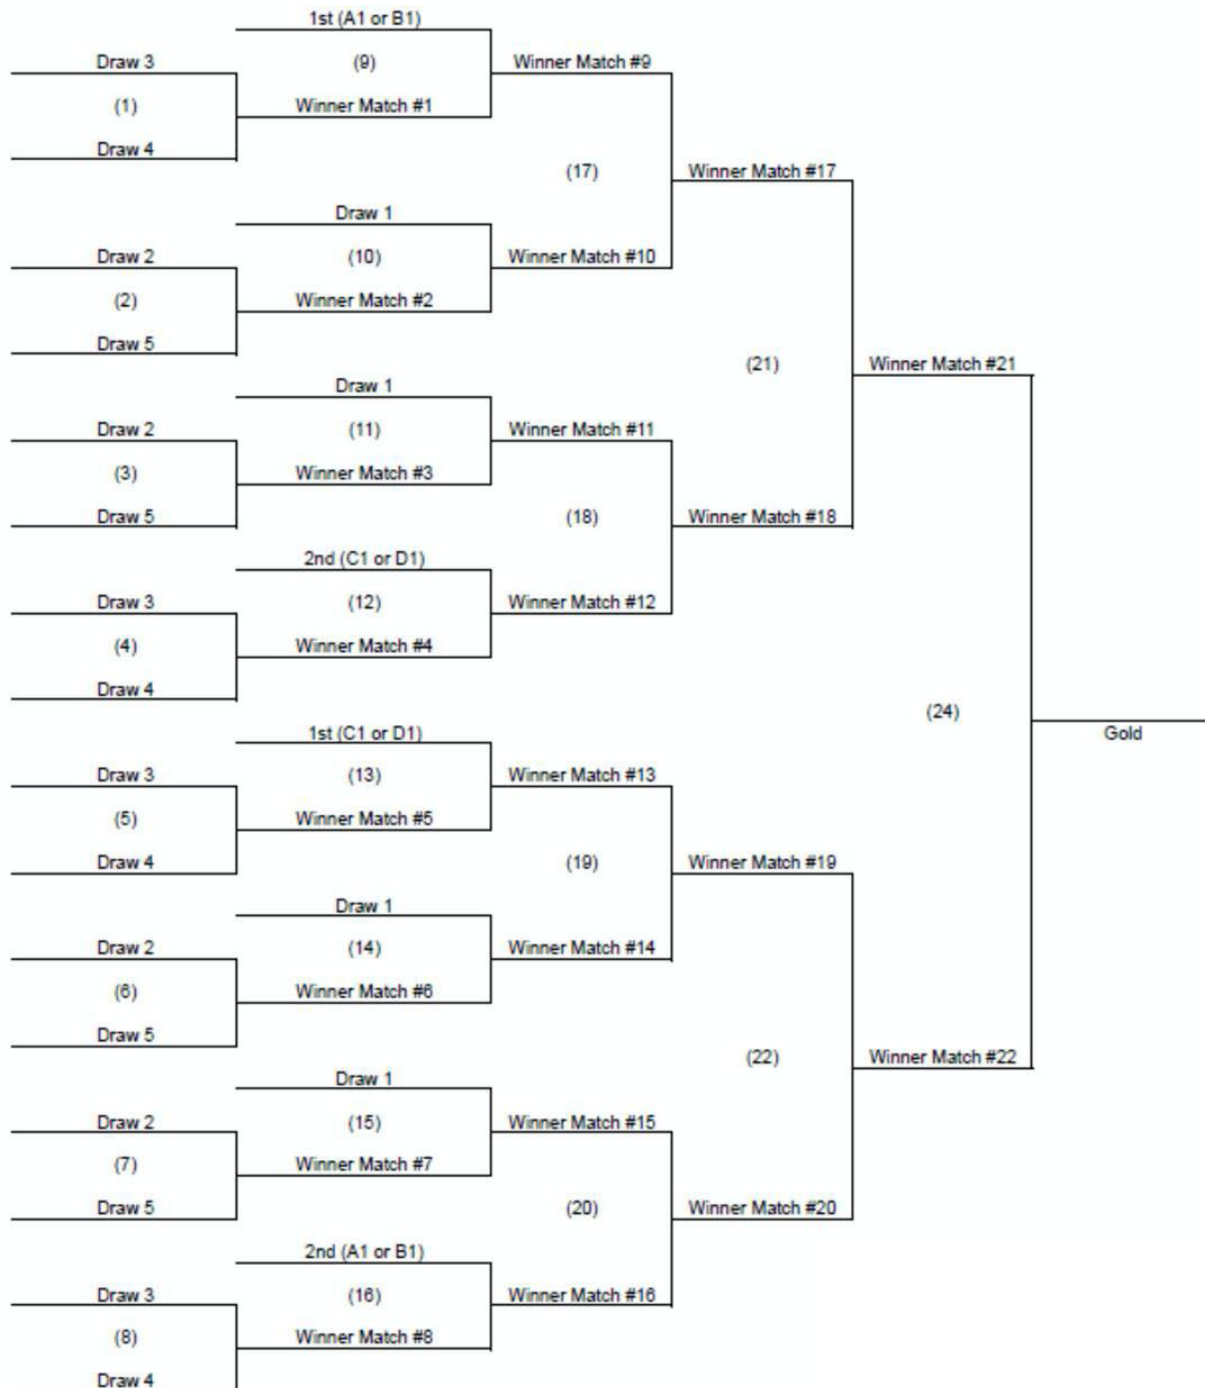 1st (A1 or B1)
Draw 3
(9)
Winner Match #9
(1)
Winner Match #1
Draw 4
(17)
Winner Match #17
Draw 1
Draw 2
(10)
Winner Match #10
(2)
Winner Match #2
Draw 5
(21)
Winner Match #21
Draw 1
Draw 2
(11)
Winner Match #11
(3)
Winner Match #3
Draw 5
(18)
Winner Match #18
2nd (C1 or D1)
Draw 3
(12)
Winner Match #12
(4)
Winner Match #4
Draw 4
(24)
Gold
1st (C1 or D1)
Draw 3
(13)
Winner Match #13
(5)
Winner Match #5
Draw 4
(19)
Winner Match #19
Draw 1
Draw 2
(14)
Winner Match #14
(6)
Winner Match #6
Draw 5
(22)
Winner Match #22
Draw 1
Draw 2
(15)
Winner Match #15
(7)
Winner Match #7
Draw 5
(20)
Winner Match #20
2nd (A1 or B1)
Draw 3
(16)
Winner Match #16
(8)
Winner Match #8
Draw 4